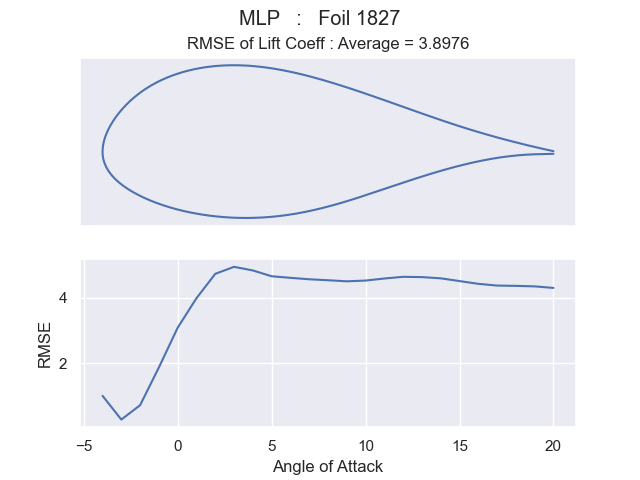 MLP : Foil 1827
RMSE of Lift Coeff : Average = 3.8976
4
2
RMSE
−5 0 5 10 15 20
Angle of Attack